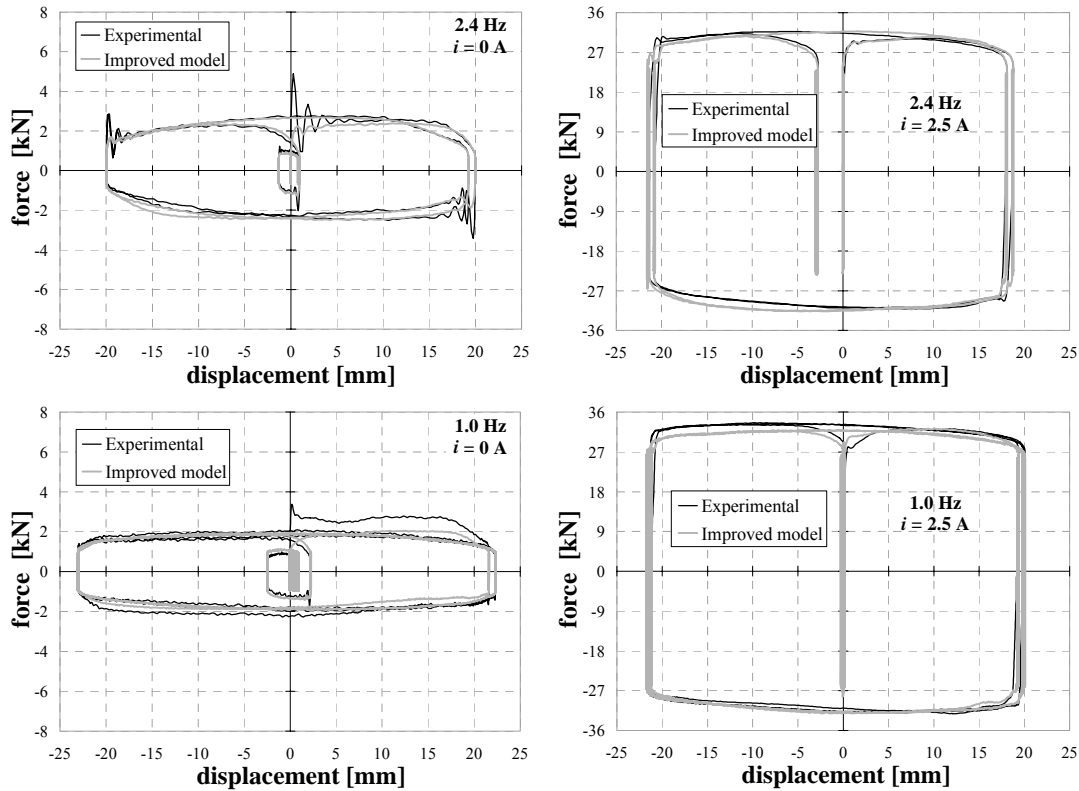 8
6
4
2
0
-2
-4
-6
-8
-25 -20 -15 -10 -5 0 5 10 15 20 25
force [kN]
displacement [mm]
Experimental
Improved model
2.4 Hz
i = 0 A
36
27
18
9
0
-9
-18
-27
-36
-25 -20 -15 -10 -5 0 5 10 15 20 25
force [kN]
displacement [mm]
Experimental
Improved model
2.4 Hz
i = 2.5 A
8
6
4
2
0
-2
-4
-6
-8
-25 -20 -15 -10 -5 0 5 10 15 20 25
force [kN]
displacement [mm]
Experimental
Improved model
1.0 Hz
i = 0 A
36
27
18
9
0
-9
-18
-27
-36
-25 -20 -15 -10 -5 0 5 10 15 20 25
force [kN]
displacement [mm]
Experimental
Improved model
1.0 Hz
i = 2.5 A